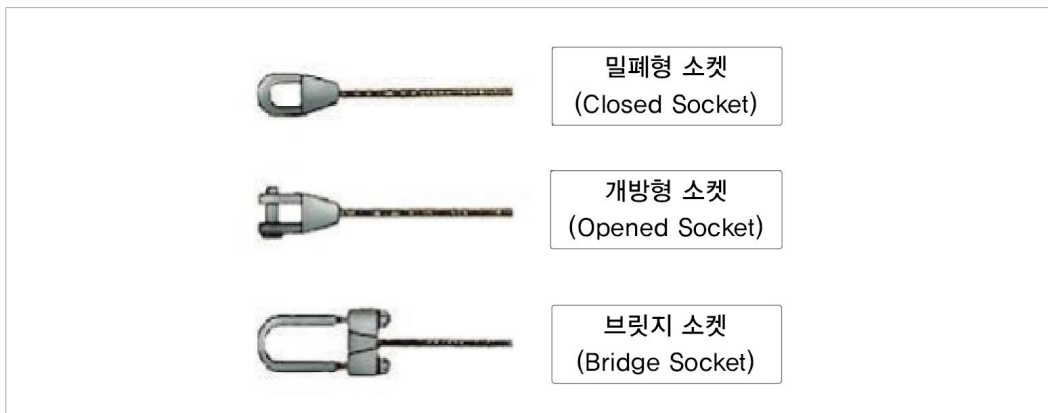 밀폐형 소켓
(Closed Socket)
개방형 소켓
(Opened Socket)
브릿지 소켓
(Bridge Socket)